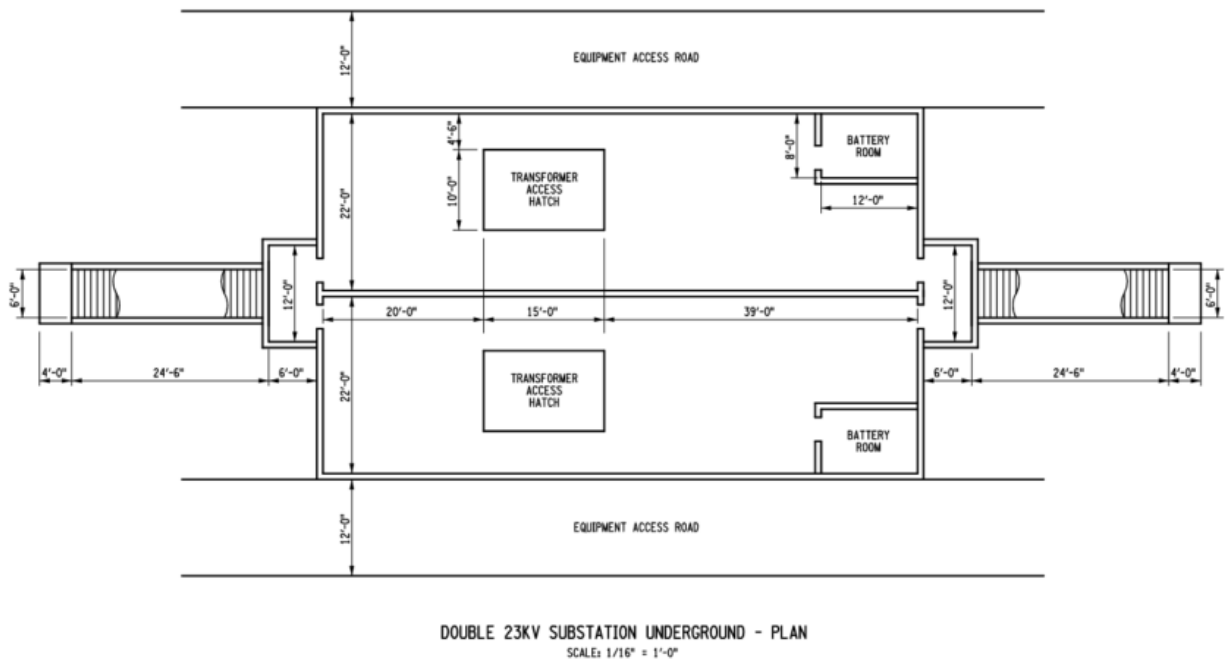 12'-0"
EQUIPMENT ACCESS ROAD
4'-6"
8'-0"
BATTERY
ROOM
TRANSFORMER
ACCESS
HATCH
10'-0"
22'-0"
12'-0"
6'-0"
12'-0"
12'-0"
6'-0"
20'-0"
15'-0"
39'-0"
4'-0"
24'-6"
6'-0"
22'-0"
TRANSFORMER
ACCESS
HATCH
6'-0"
24'-6"
4'-0"
BATTERY
ROOM
12'-0"
EQUIPMENT ACCESS ROAD
DOUBLE 23KV SUBSTATION UNDERGROUND - PLAN
SCALE: 1/16" = 1'-0"